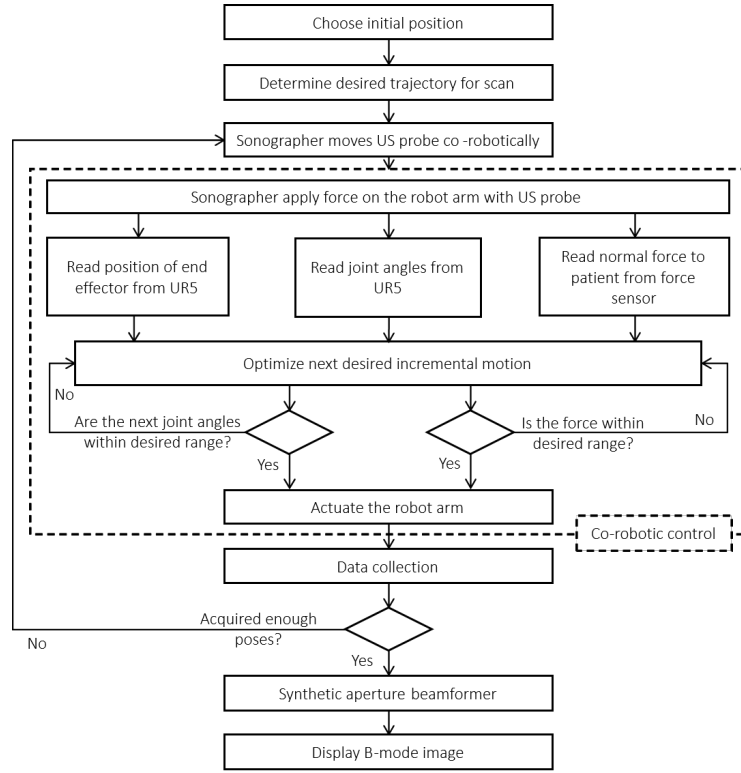 Choose initial position
Determine desired trajectory for scan
Sonographer moves US probe co -robotically
Sonographer apply force on the robot arm with US probe
Read position of end
effector from UR5
Read joint angles from
UR5
Read normal force to
patient from force
sensor
Optimize next desired incremental motion
No
Are the next joint angles
within desired range?
Is the force within
desired range?
No
Yes
Yes
Actuate the robot arm
Co-robotic control
Data collection
Acquired enough
poses?
No
Yes
Synthetic aperture beamformer
Display B-mode image